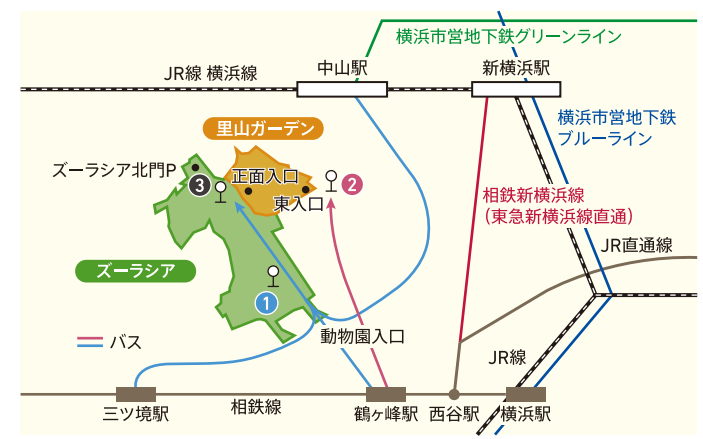 横浜市営地下鉄グリーンライン
JR線 横浜線
中山駅
新横浜駅
横浜市営地下鉄
ブルーライン
里山ガーデン
ズーラシア北門P
正面入口
3
2
東入口
相鉄新横浜線
（東急新横浜線直通）
JR直通線
ズーラシア
1
動物園入口
バス
JR線
相鉄線
三ツ境駅
鶴ヶ峰駅
西谷駅
横浜駅